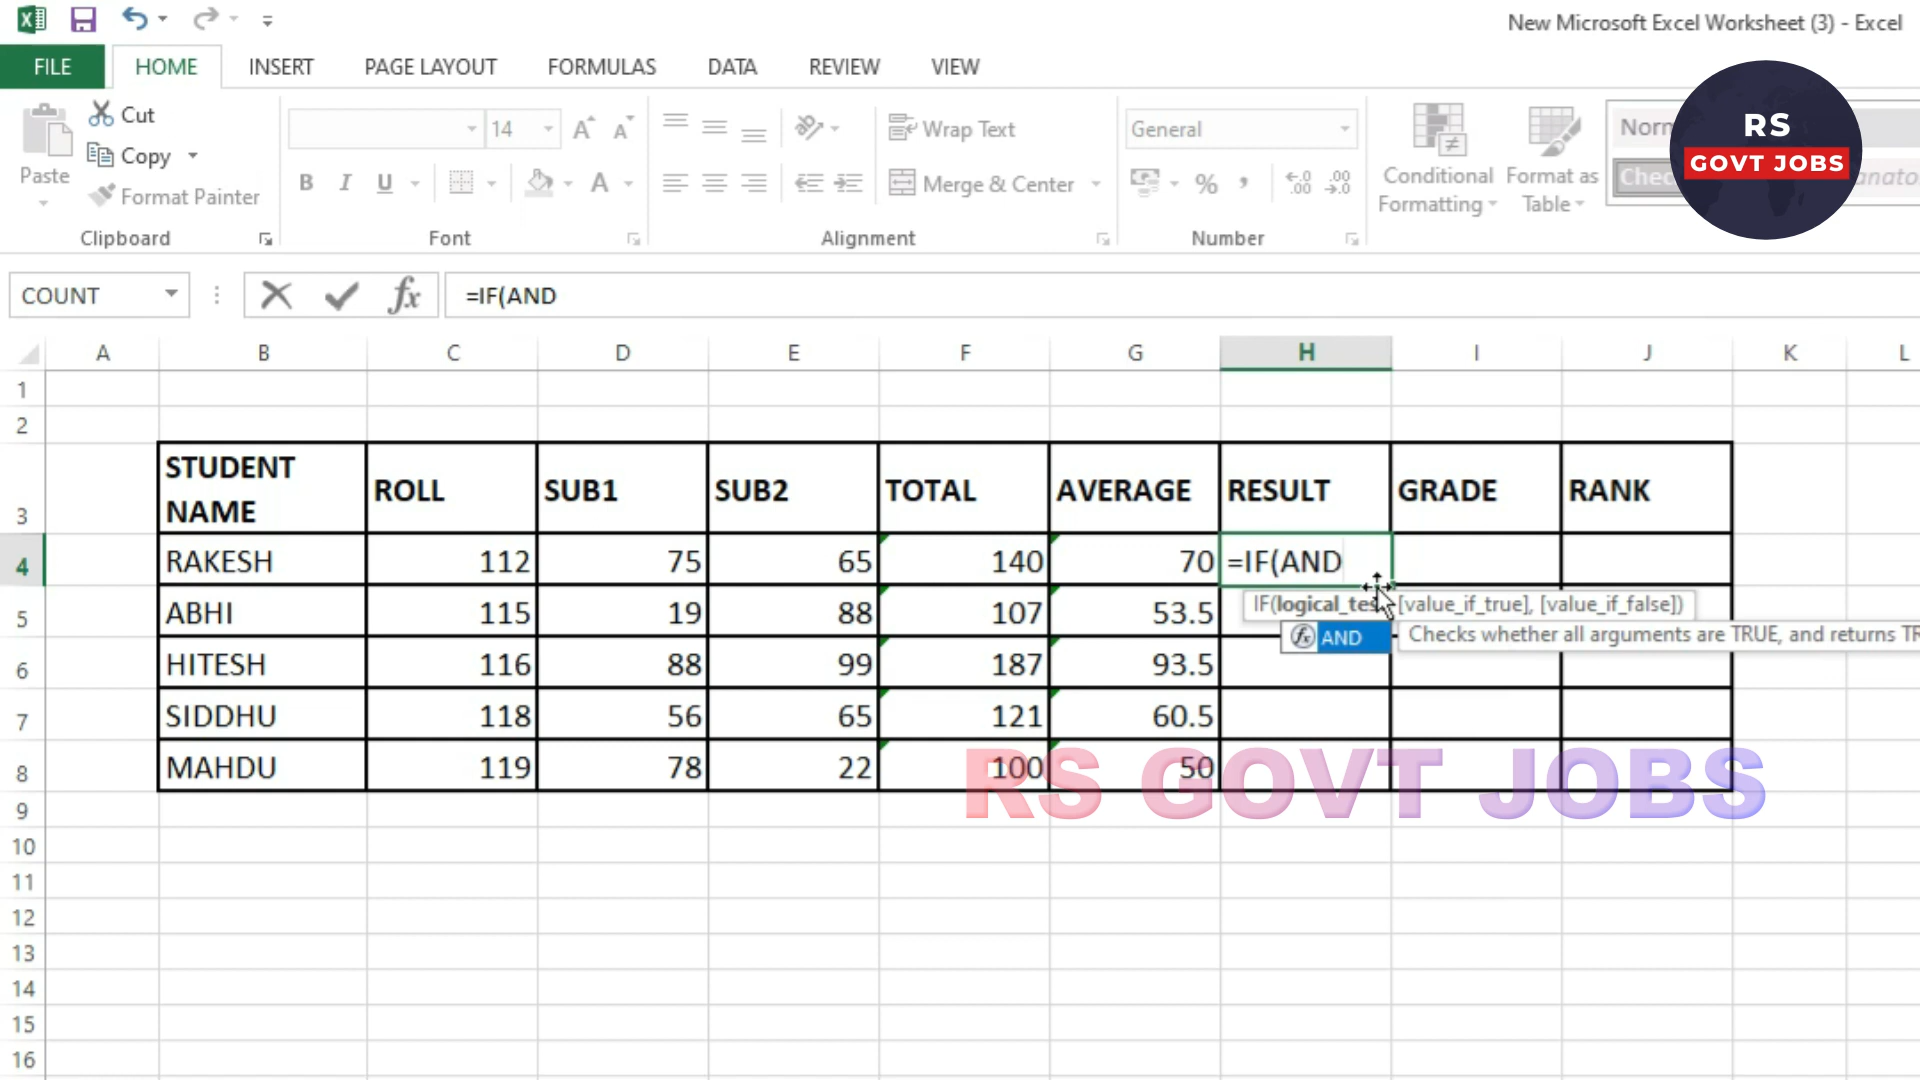 New Microsoft Excel Worksheet (3) - Excel
FILE HOME INSERT PAGE LAYOUT FORMULAS DATA REVIEW VIEW
RS
GOVT JOBS
Paste
Cut
Copy
Format Painter
Clipboard
14
A A
B I U A
Font
Wrap Text
Merge & Center
Alignment
General
% , .00 .00
Number
Conditional Formatting
Format as Table
COUNT fx =IF(AND
A B C D E F G H I J K L
1
2
3 STUDENT NAME ROLL SUB1 SUB2 TOTAL AVERAGE RESULT GRADE RANK
4 RAKESH 112 75 65 140 70 =IF(AND
IF(logical_tes [value_if_true], [value_if_false])
fx AND Checks whether all arguments are TRUE, and returns
5 ABHI 115 19 88 107 53.5
6 HITESH 116 88 99 187 93.5
7 SIDDHU 118 56 65 121 60.5
8 MAHDU 119 78 22 100 50
RS GOVT JOBS
9
10
11
12
13
14
15
16